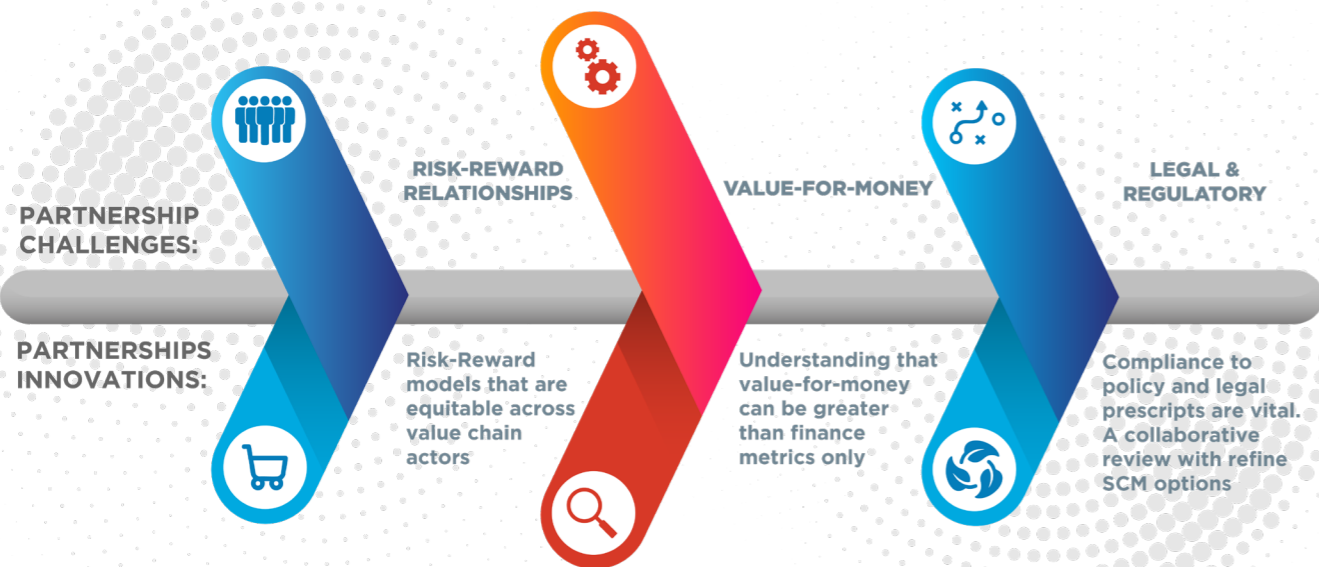 PARTNERSHIP
CHALLENGES:
RISK-REWARD
RELATIONSHIPS
VALUE-FOR-MONEY
LEGAL &
REGULATORY
PARTNERSHIPS
INNOVATIONS:
Risk-Reward
models that are
equitable across
value chain
actors
Understanding that
value-for-money
can be greater
than finance
metrics only
Compliance to
policy and legal
prescripts are vital.
A collaborative
review with refine
SCM options